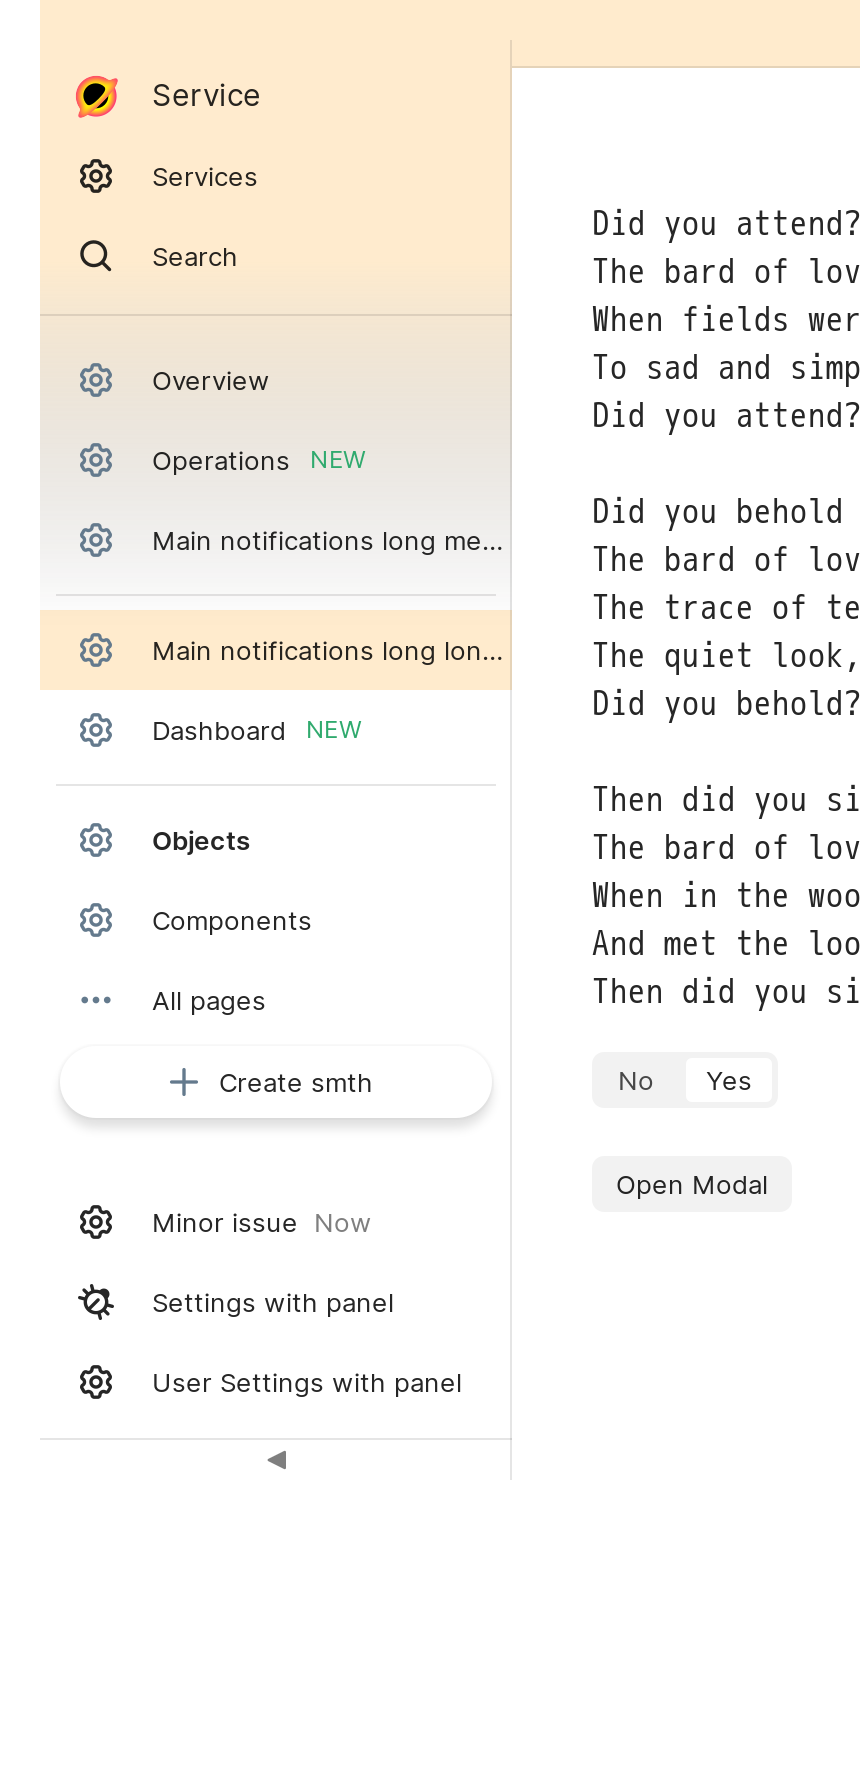 Service
Services
Search
Overview
Operations NEW
Main notifications long me...
Main notifications long lon...
Dashboard NEW
Objects
Components
All pages
Create smth
Minor issue Now
Settings with panel
User Settings with panel
Did you attend?
The bard of lov
When fields wer
To sad and simp
Did you attend?
Did you behold
The bard of lov
The trace of te
The quiet look,
Did you behold?
Then did you si
The bard of lov
When in the woo
And met the loo
Then did you si
No Yes
Open Modal